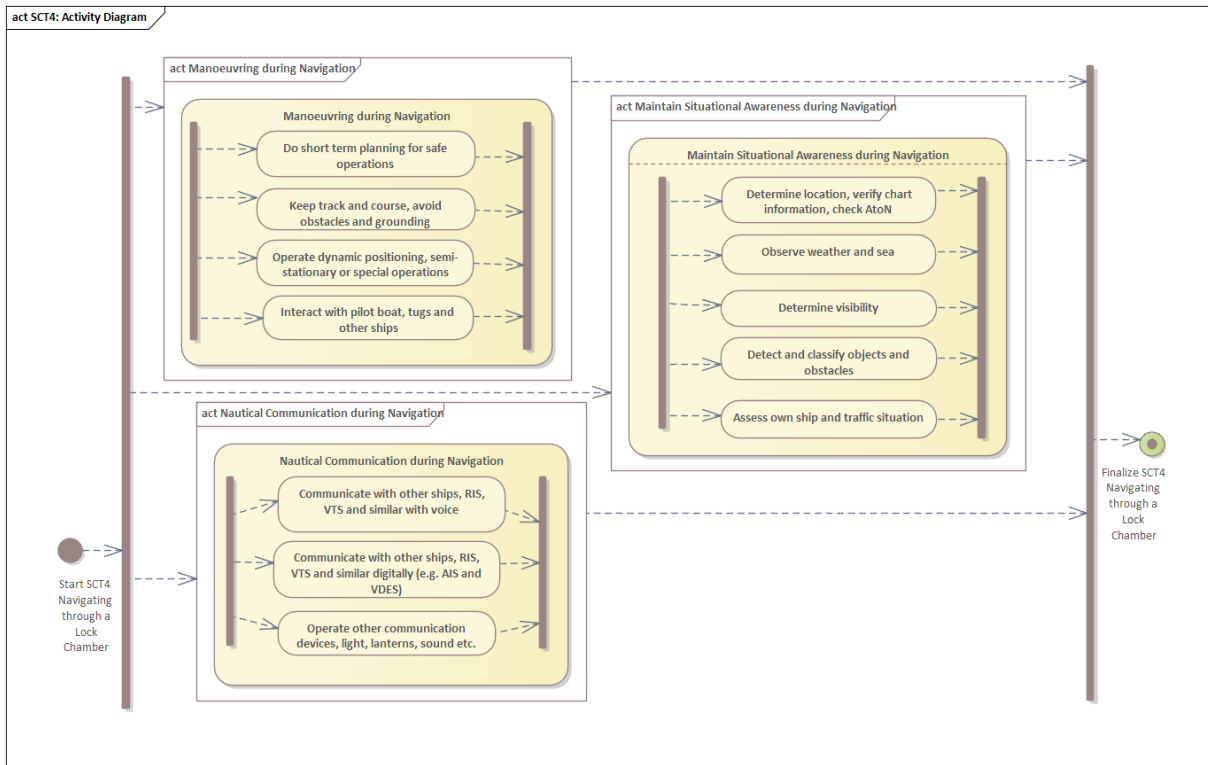 act SCT4: Activity Diagram
act Manoeuvring during Navigation
Manoeuvring during Navigation
Do short term planning for safe
operations
Keep track and course, avoid
obstacles and grounding
Operate dynamic positioning, semi-
stationary or special operations
Interact with pilot boat, tugs and
other ships
act Maintain Situational Awareness during Navigation
Maintain Situational Awareness during Navigation
Determine location, verify chart
information, check AtoN
Observe weather and sea
Determine visibility
Detect and classify objects and
obstacles
Assess own ship and traffic situation
act Nautical Communication during Navigation
Nautical Communication during Navigation
Communicate with other ships, RIS,
VTS and similar with voice
Communicate with other ships, RIS,
VTS and similar digitally (e.g. AIS and
VDES)
Operate other communication
devices, light, lanterns, sound etc.
Start SCT4
Navigating
through a
Lock
Chamber
Finalize SCT4
Navigating
through a
Lock
Chamber